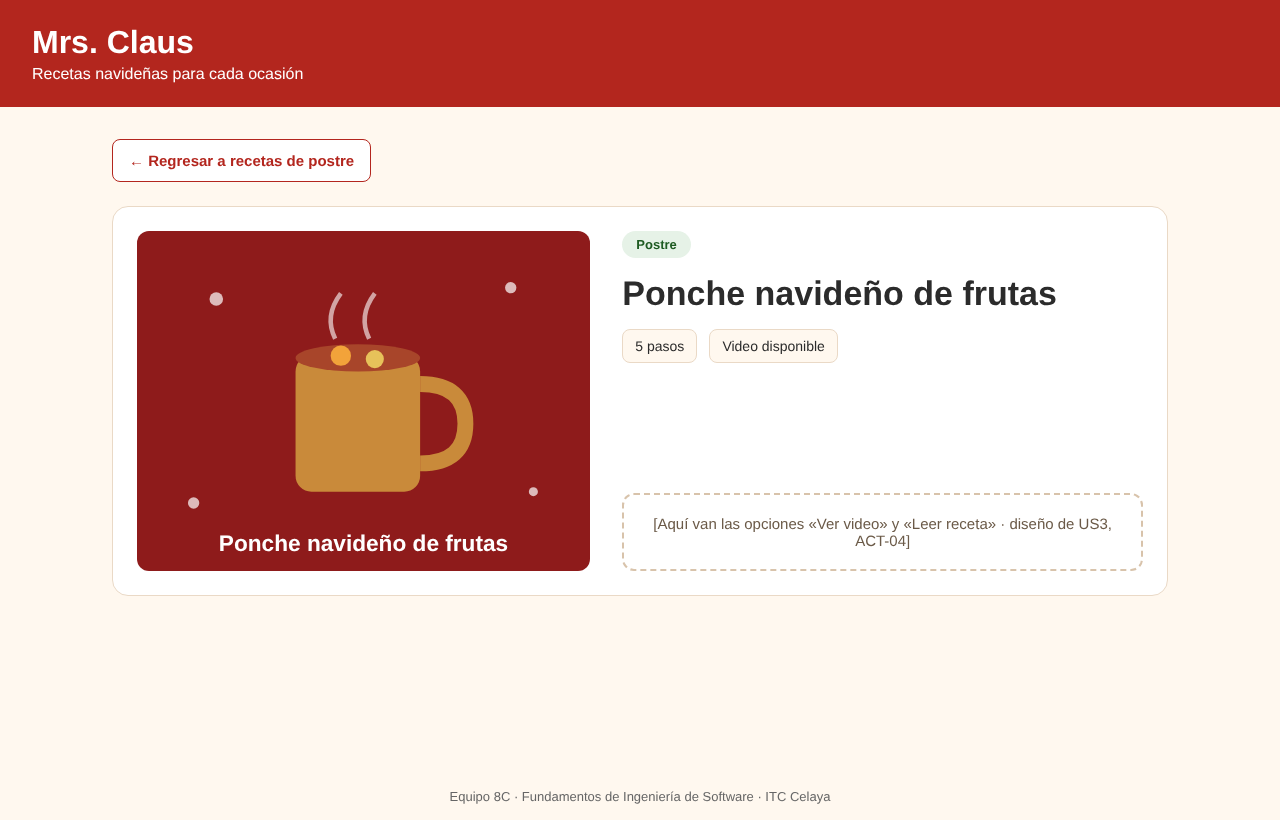 Mrs. Claus
Recetas navideñas para cada ocasión
← Regresar a recetas de postre
Postre
Ponche navideño de frutas
5 pasos
Video disponible
[Aquí van las opciones «Ver video» y «Leer receta» · diseño de US3,
ACT-04]
Ponche navideño de frutas
Equipo 8C · Fundamentos de Ingeniería de Software · ITC Celaya